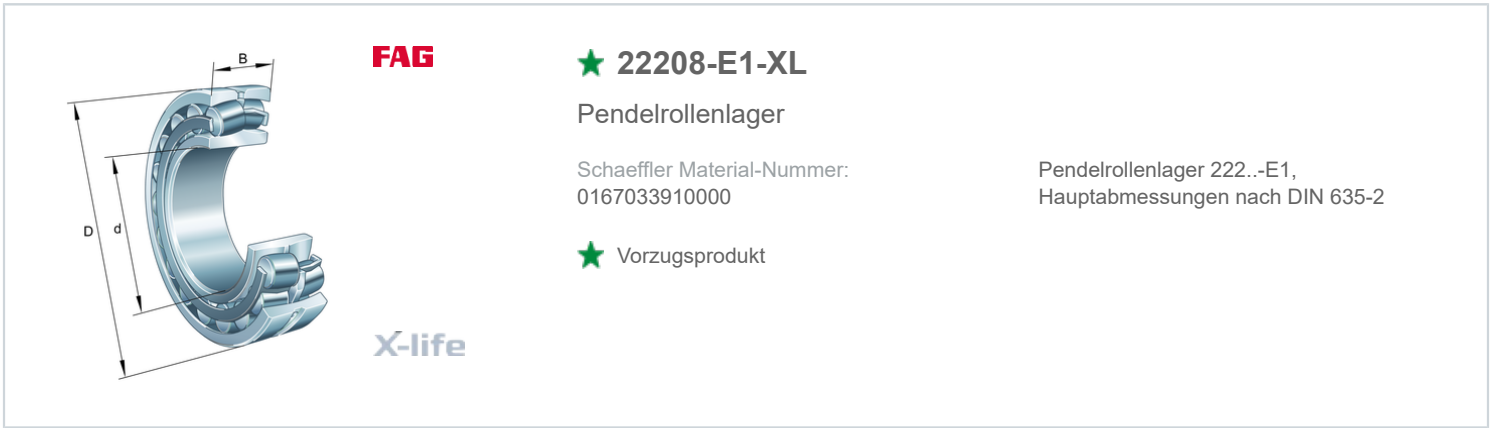 B
FAG
D
d
X-life
22208-E1-XL
Pendelrollenlager
Schaeffler Material-Nummer:
0167033910000
Vorzugsprodukt
Pendelrollenlager 222..-E1,
Hauptabmessungen nach DIN 635-2